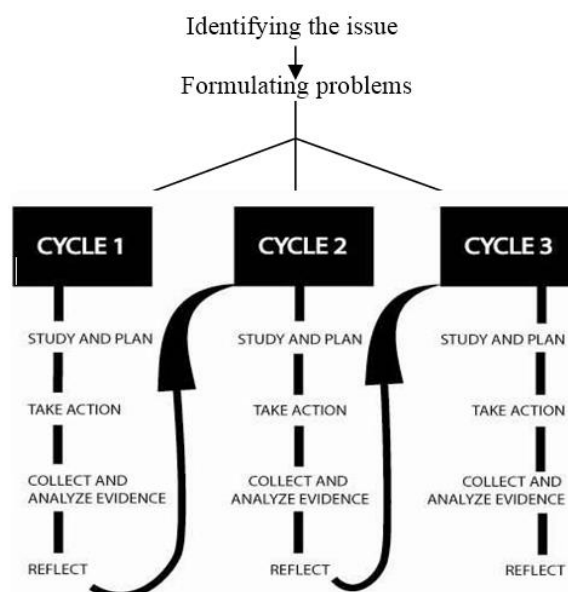 Identifying the issue
Formulating problems
CYCLE 1
STUDY AND PLAN
TAKE ACTION
COLLECT AND
ANALYZE EVIDENCE
REFLECT
CYCLE 2
STUDY AND PLAN
TAKE ACTION
COLLECT AND
ANALYZE EVIDENCE
REFLECT
CYCLE 3
STUDY AND PLAN
TAKE ACTION
COLLECT AND
ANALYZE EVIDENCE
REFLECT